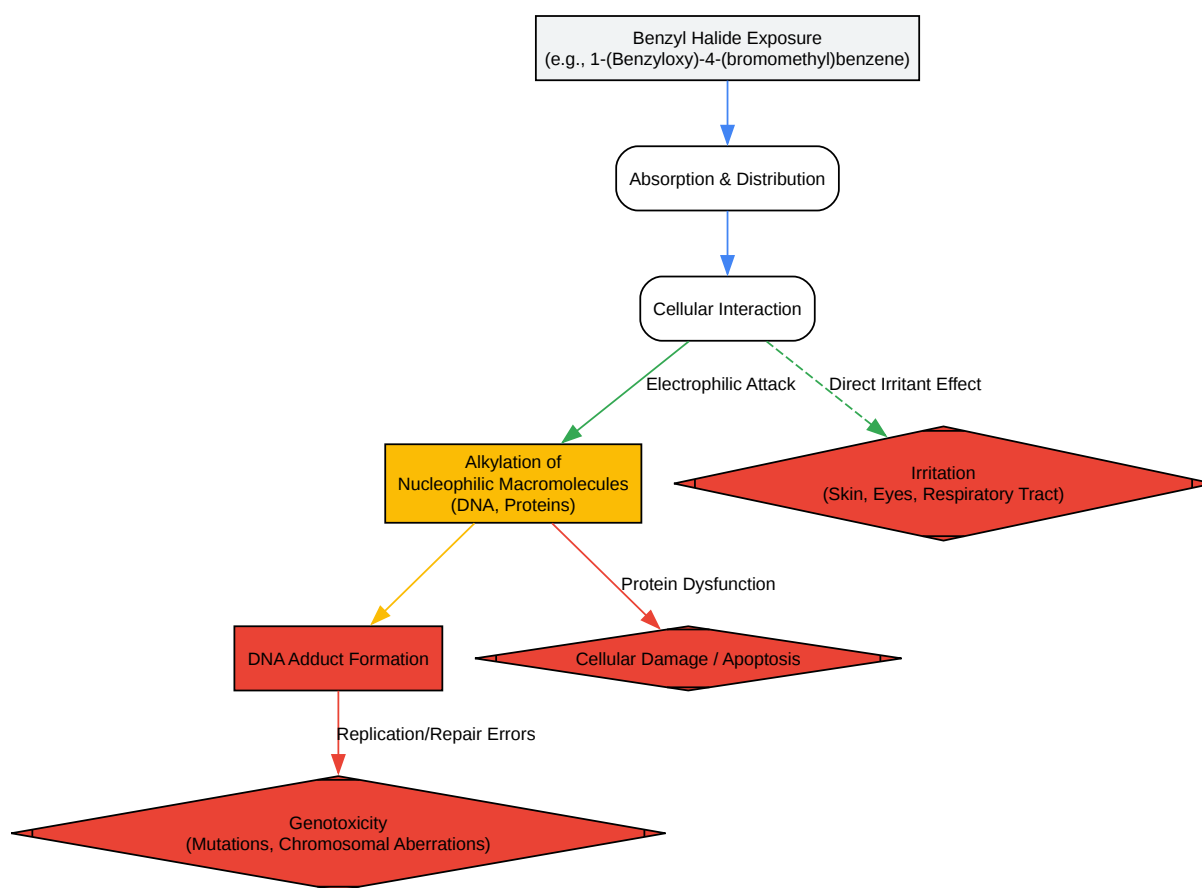 Benzyl Halide Exposure
(e.g., 1-(Benzyloxy)-4-(bromomethyl)benzene)
Absorption & Distribution
Cellular Interaction
Electrophilic Attack
Direct Irritant Effect
Alkylation of
Nucleophilic Macromolecules
(DNA, Proteins)
Irritation
(Skin, Eyes, Respiratory Tract)
Protein Dysfunction
DNA Adduct Formation
Cellular Damage / Apoptosis
Replication/Repair Errors
Genotoxicity
(Mutations, Chromosomal Aberrations)